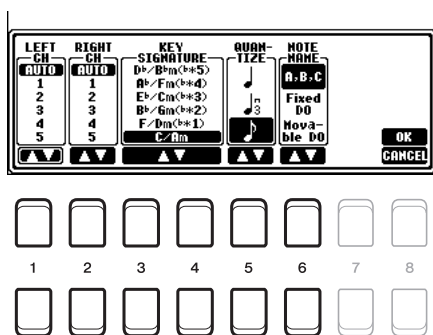 LEFT CH
RIGHT CH
KEY SIGNATURE
QUAN-TIZE
NOTE NAME
AUTO AUTO D♭/B♭m(♭*5) A,B,C
1 1 A♭/Fm(♭*4)
2 2 E♭/Cm(♭*3) Fixed
3 3 B♭/Gm(♭*2) 3 DO
4 4 F/Dm(♭*1) Mova-
5 5 C/Am ble DO OK
CANCEL
1 2 3 4 5 6 7 8